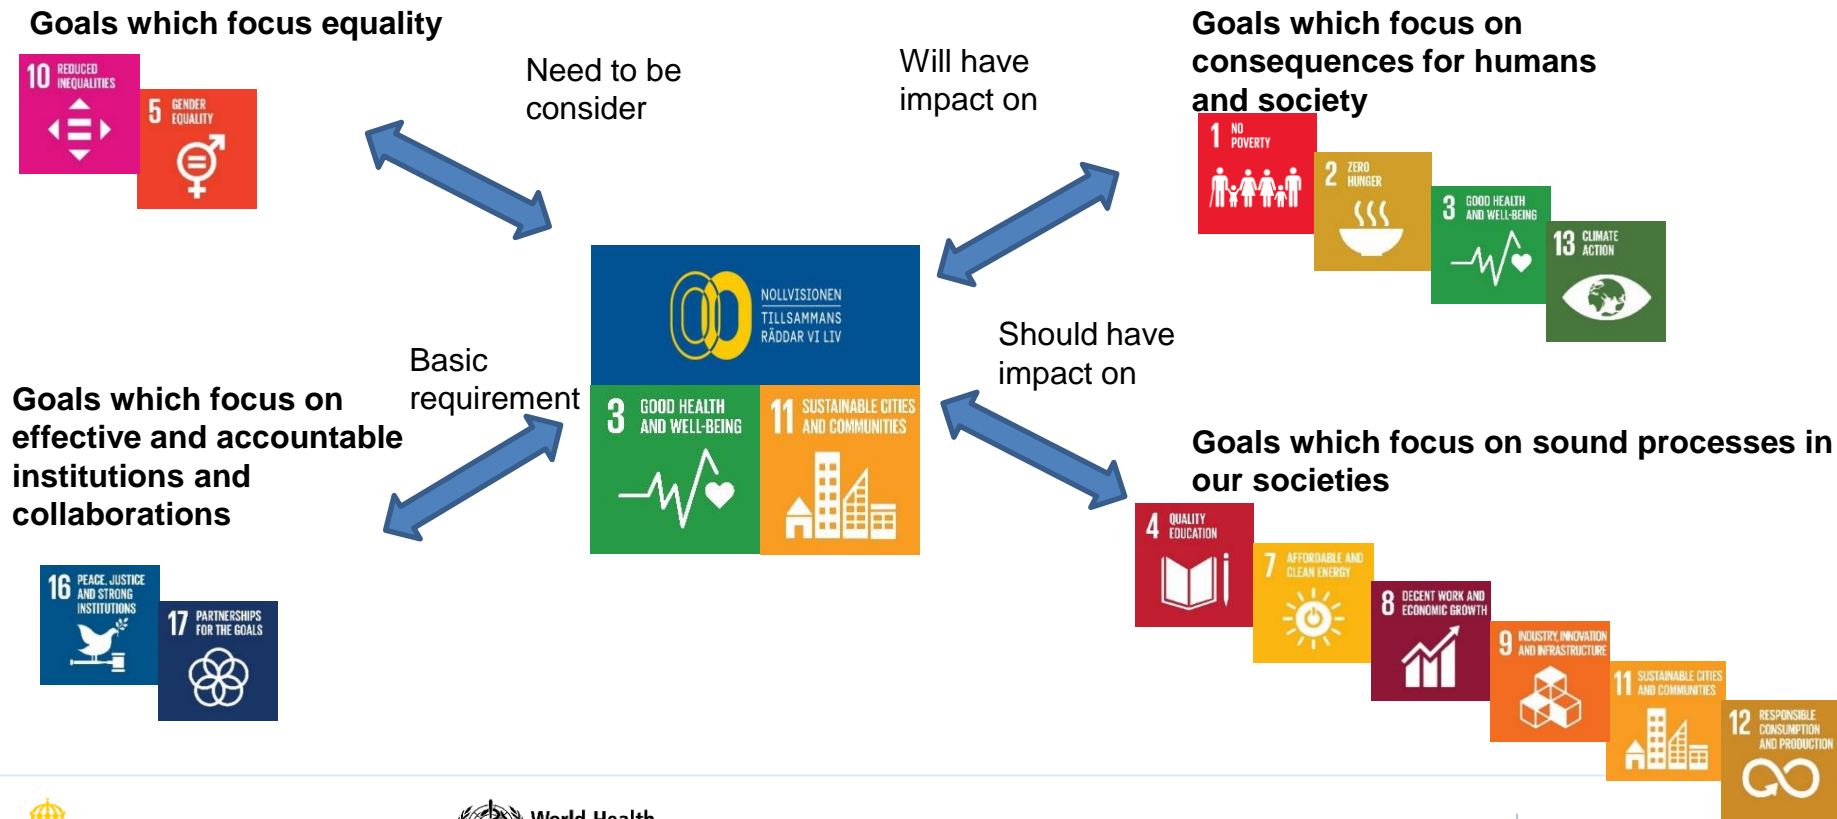 Goals which focus equality
10 REDUCED
INEQUALITIES
5 GENDER
EQUALITY
Need to be
consider
Will have
impact on
Goals which focus on
consequences for humans
and society
1 NO
POVERTY
2 ZERO
HUNGER
3 GOOD HEALTH
AND WELL-BEING
13 CLIMATE
ACTION
NOLLVISIONEN
TILLSAMMANS
RÄDDAR VI LIV
3 GOOD HEALTH
AND WELL-BEING
11 SUSTAINABLE CITIES
AND COMMUNITIES
Basic
requirement
Should have
impact on
Goals which focus on
effective and accountable
institutions and
collaborations
16 PEACE, JUSTICE
AND STRONG
INSTITUTIONS
17 PARTNERSHIPS
FOR THE GOALS
Goals which focus on sound processes in
our societies
4 QUALITY
EDUCATION
7 AFFORDABLE AND
CLEAN ENERGY
8 DECENT WORK AND
ECONOMIC GROWTH
9 INDUSTRY, INNOVATION
AND INFRASTRUCTURE
11 SUSTAINABLE CITIES
AND COMMUNITIES
12 RESPONSIBLE
CONSUMPTION
AND PRODUCTION
World Health